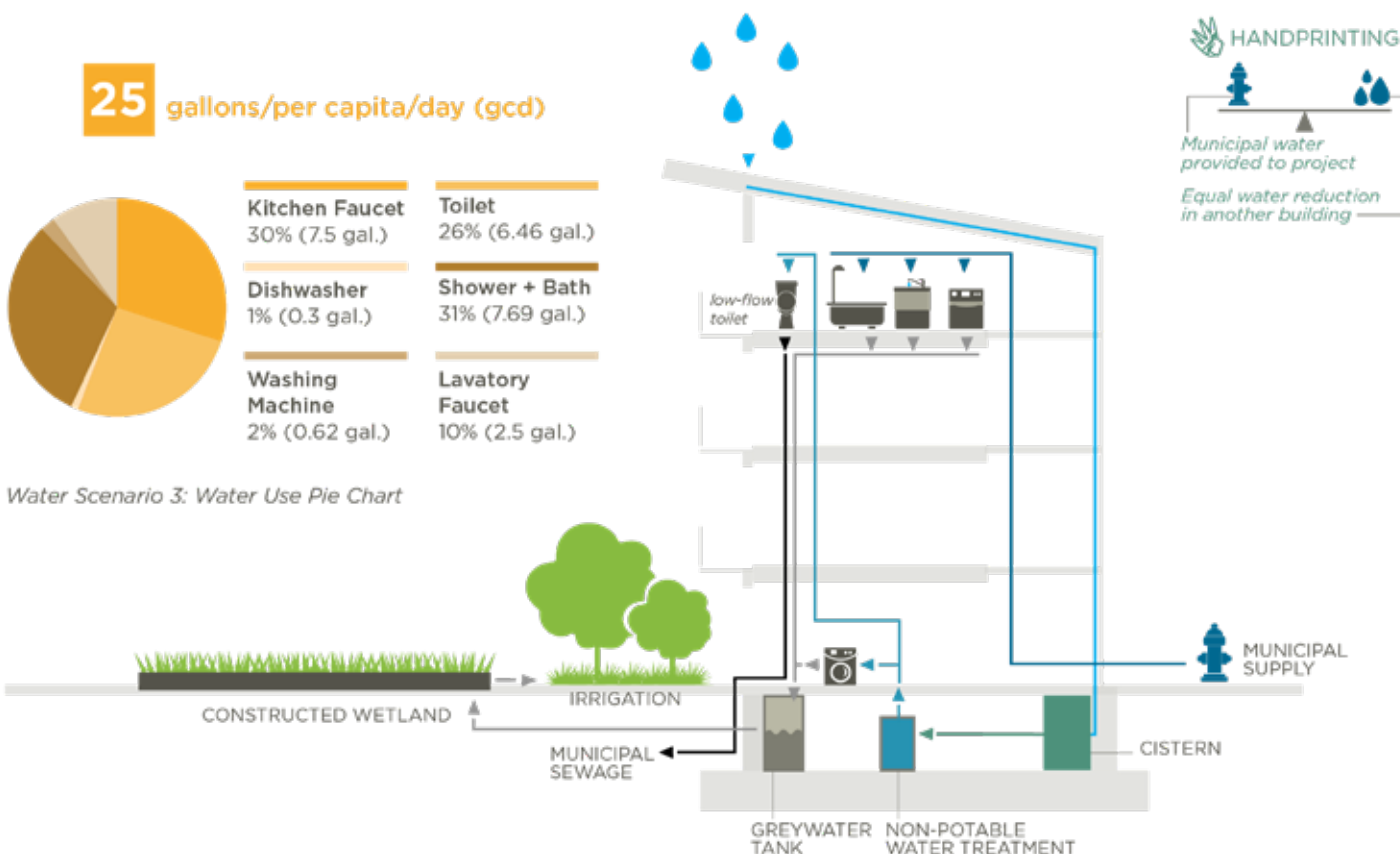 25 gallons/per capita/day (gcd)
Kitchen Faucet
30% (7.5 gal.)
Toilet
26% (6.46 gal.)
Dishwasher
1% (0.3 gal.)
Shower + Bath
31% (7.69 gal.)
Washing
Machine
2% (0.62 gal.)
Lavatory
Faucet
10% (2.5 gal.)
Water Scenario 3: Water Use Pie Chart
HANDPRINTING
Municipal water
provided to project
Equal water reduction
in another building
low-flow
toilet
IRRIGATION
CONSTRUCTED WETLAND
MUNICIPAL
SEWAGE
MUNICIPAL
SUPPLY
CISTERN
GREYWATER
TANK
NON-POTABLE
WATER TREATMENT